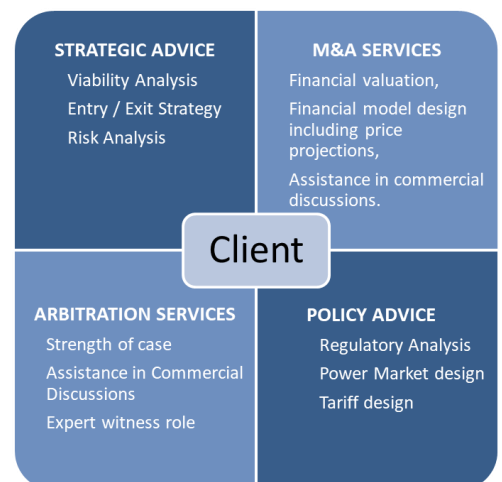 STRATEGIC ADVICE
Viability Analysis
Entry / Exit Strategy
Risk Analysis
M&A SERVICES
Financial valuation,
Financial model design
including price
projections,
Assistance in commercial
discussions.
Client
ARBITRATION SERVICES
Strength of case
Assistance in Commercial
Discussions
Expert witness role
POLICY ADVICE
Regulatory Analysis
Power Market design
Tariff design